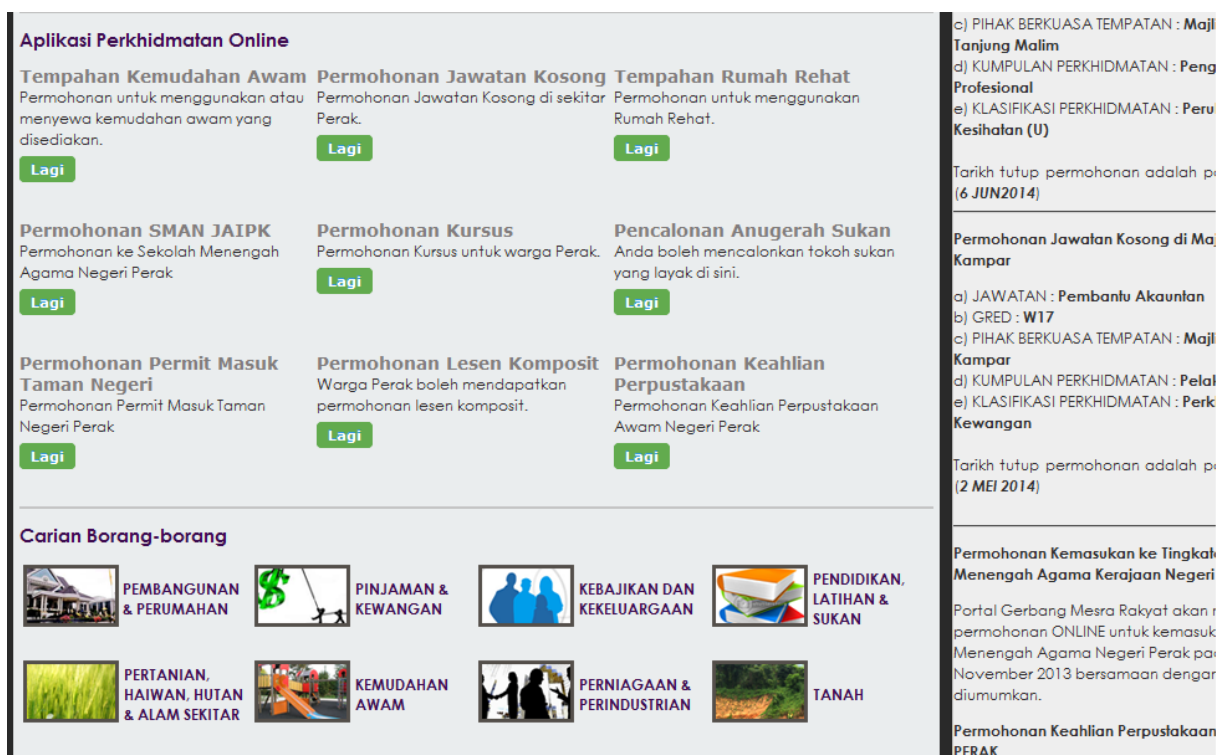 Aplikasi Perkhidmatan Online
Tempahan Kemudahan Awam
Permohonan untuk menggunakan atau
menyewa kemudahan awam yang
disediakan.
Lagi
Permohonan Jawatan Kosong
Permohonan Jawatan Kosong di sekitar
Perak.
Lagi
Tempahan Rumah Rehat
Permohonan untuk menggunakan
Rumah Rehat.
Lagi
Permohonan SMAN JAIPK
Permohonan ke Sekolah Menengah
Agama Negeri Perak
Lagi
Permohonan Kursus
Permohonan Kursus untuk warga Perak.
Lagi
Pencalonan Anugerah Sukan
Anda boleh mencalonkan tokoh sukan
yang layak di sini.
Lagi
Permohonan Permit Masuk
Taman Negeri
Permohonan Permit Masuk Taman
Negeri Perak
Lagi
Permohonan Lesen Komposit
Warga Perak boleh mendapatkan
permohonan lesen komposit.
Lagi
Permohonan Keahlian
Perpustakaan
Permohonan Keahlian Perpustakaan
Awam Negeri Perak
Lagi
Carian Borang-borang
PEMBANGUNAN
& PERUMAHAN
PINJAMAN &
KEWANGAN
KEBAJIKAN DAN
KEKELUARGAAN
PENDIDIKAN,
LATIHAN &
SUKAN
PERTANIAN,
HAIWAN, HUTAN
& ALAM SEKITAR
KEMUDAHAN
AWAM
PERNIAGAAN &
PERINDUSTRIAN
TANAH
c) PIHAK BERKUASA TEMPATAN :
Tanjung Malim
d) KUMPULAN PERKHIDMATAN :
Profesional
e) KLASIFIKASI PERKHIDMATAN :
Kesihatan (U)
Tarikh tutup permohonan adalah
(6 JUN2014)
Permohonan Jawatan Kosong di
Kampar
a) JAWATAN : Pembantu Akauntan
b) GRED : W17
c) PIHAK BERKUASA TEMPATAN :
Kampar
d) KUMPULAN PERKHIDMATAN :
e) KLASIFIKASI PERKHIDMATAN :
Kewangan
Tarikh tutup permohonan adalah
(2 MEI 2014)
Permohonan Kemasukan ke
Menengah Agama Kerajaan Negeri
Portal Gerbang Mesra Rakyat akan
permohonan ONLINE untuk
Menengah Agama Negeri Perak
November 2013 bersamaan
diumumkan.
Permohonan Keahlian Perpustakaan
PERAK